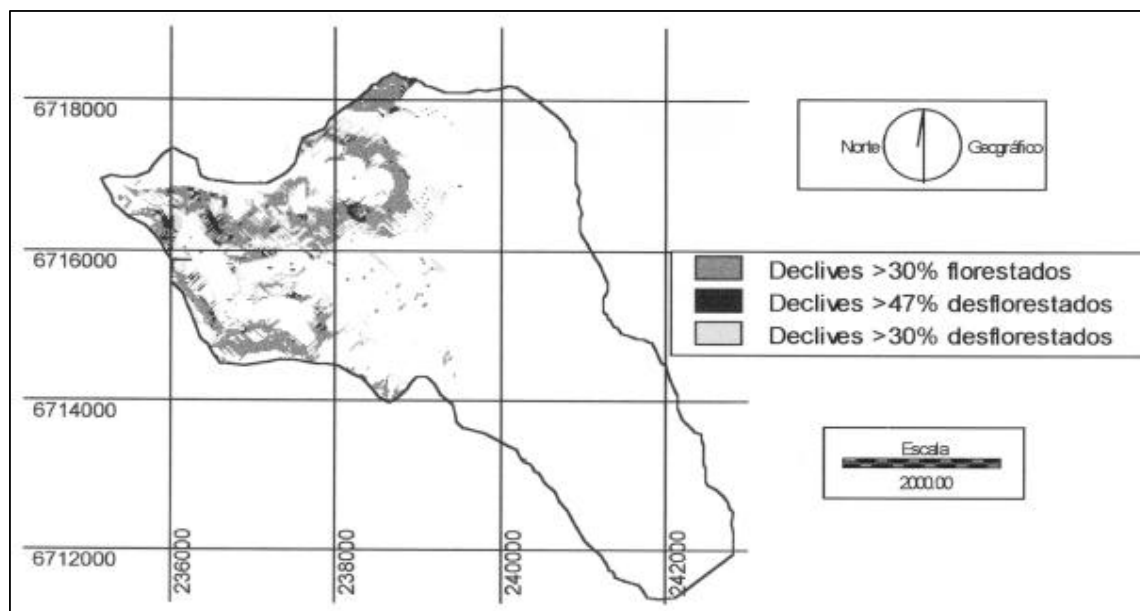 6718000
6716000
6714000
6712000
236000
238000
240000
242000
Norte Geográfico
Declives >30% florestados
Declives >47% desflorestados
Declives >30% desflorestados
Escala
2000.00